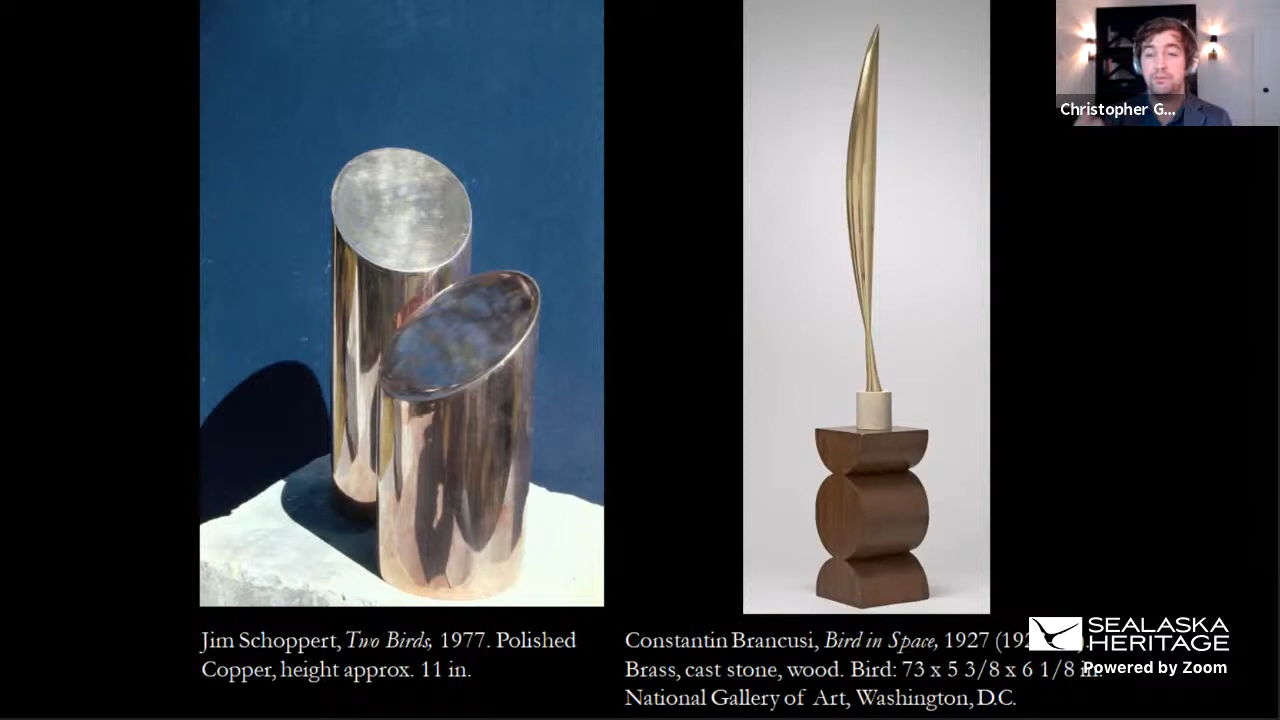 Christopher G...
Jim Schoppert, Two Birds, 1977. Polished
Copper, height approx. 11 in.
Constantin Brancusi, Bird in Space, 1927
Brass, cast stone, wood. Bird: 73 x 5 3/8 x 6 1/8 in.
National Gallery of Art, Washington, D.C.
SEALASKA
HERITAGE
Powered by Zoom